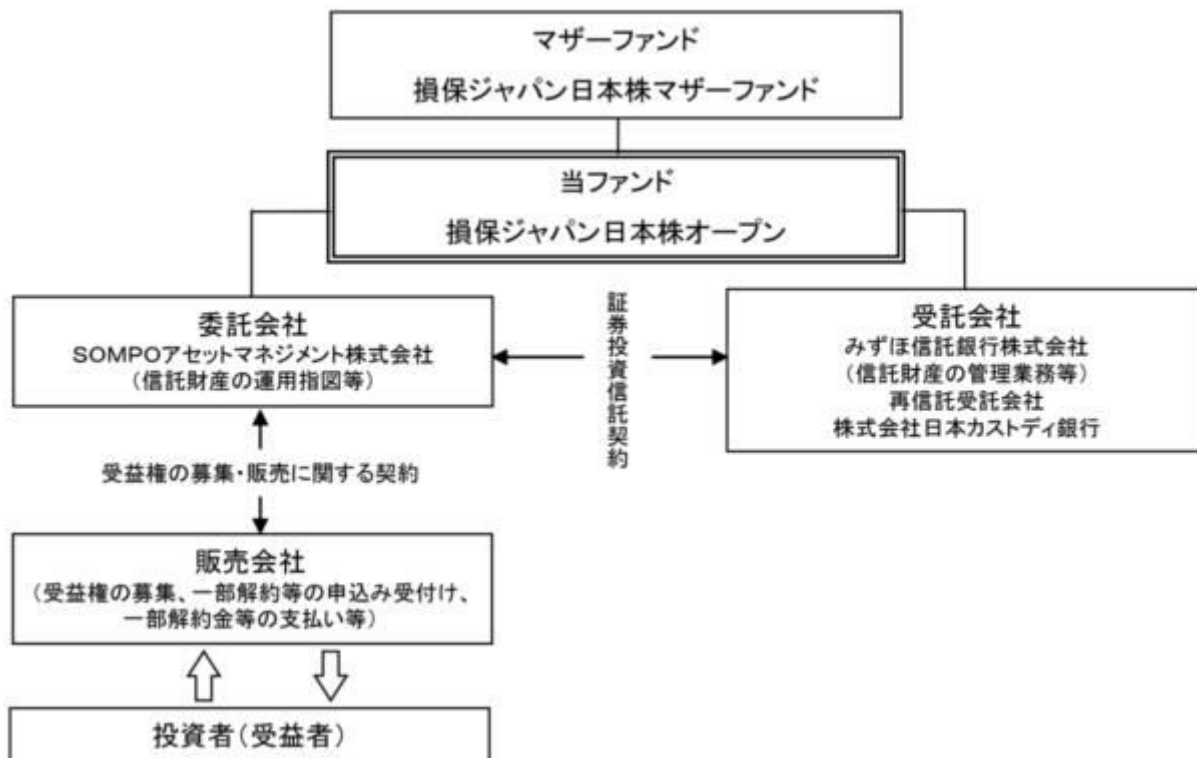 マザーファンド
損保ジャパン日本株マザーファンド
当ファンド
損保ジャパン日本株オープン
委託会社
SOMPOアセットマネジメント株式会社
(信託財産の運用指図等)
証券投資信託契約
受託会社
みずほ信託銀行株式会社
(信託財産の管理業務等)
再信託受託会社
株式会社日本カストディ銀行
受益権の募集・販売に関する契約
販売会社
(受益権の募集、一部解約等の申込み受付け、
一部解約金等の支払い等)
投資者(受益者)